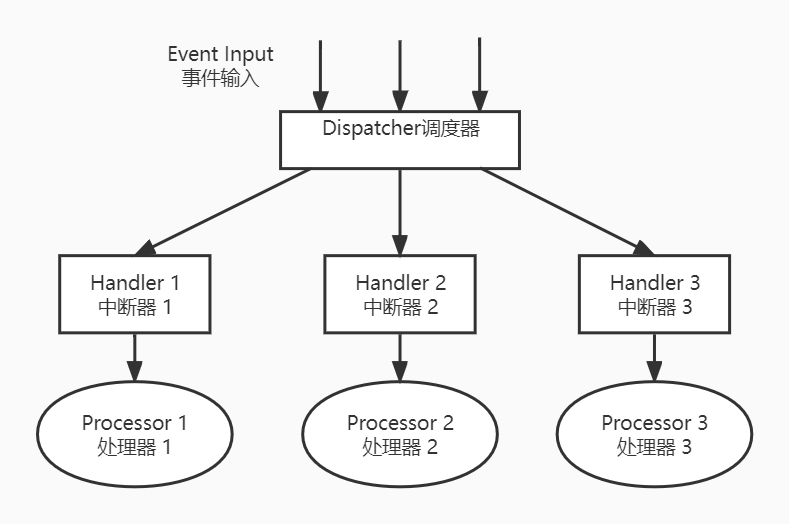 Event Input
事件输入
Dispatcher调度器
Handler 1
中断器 1
Handler 2
中断器 2
Handler 3
中断器 3
Processor 1
处理器 1
Processor 2
处理器 2
Processor 3
处理器 3